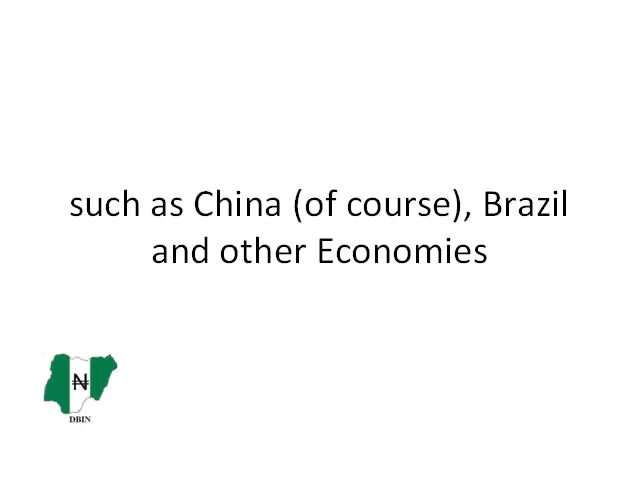 such as China (of course), Brazil
and other Economies
₦
DBIN